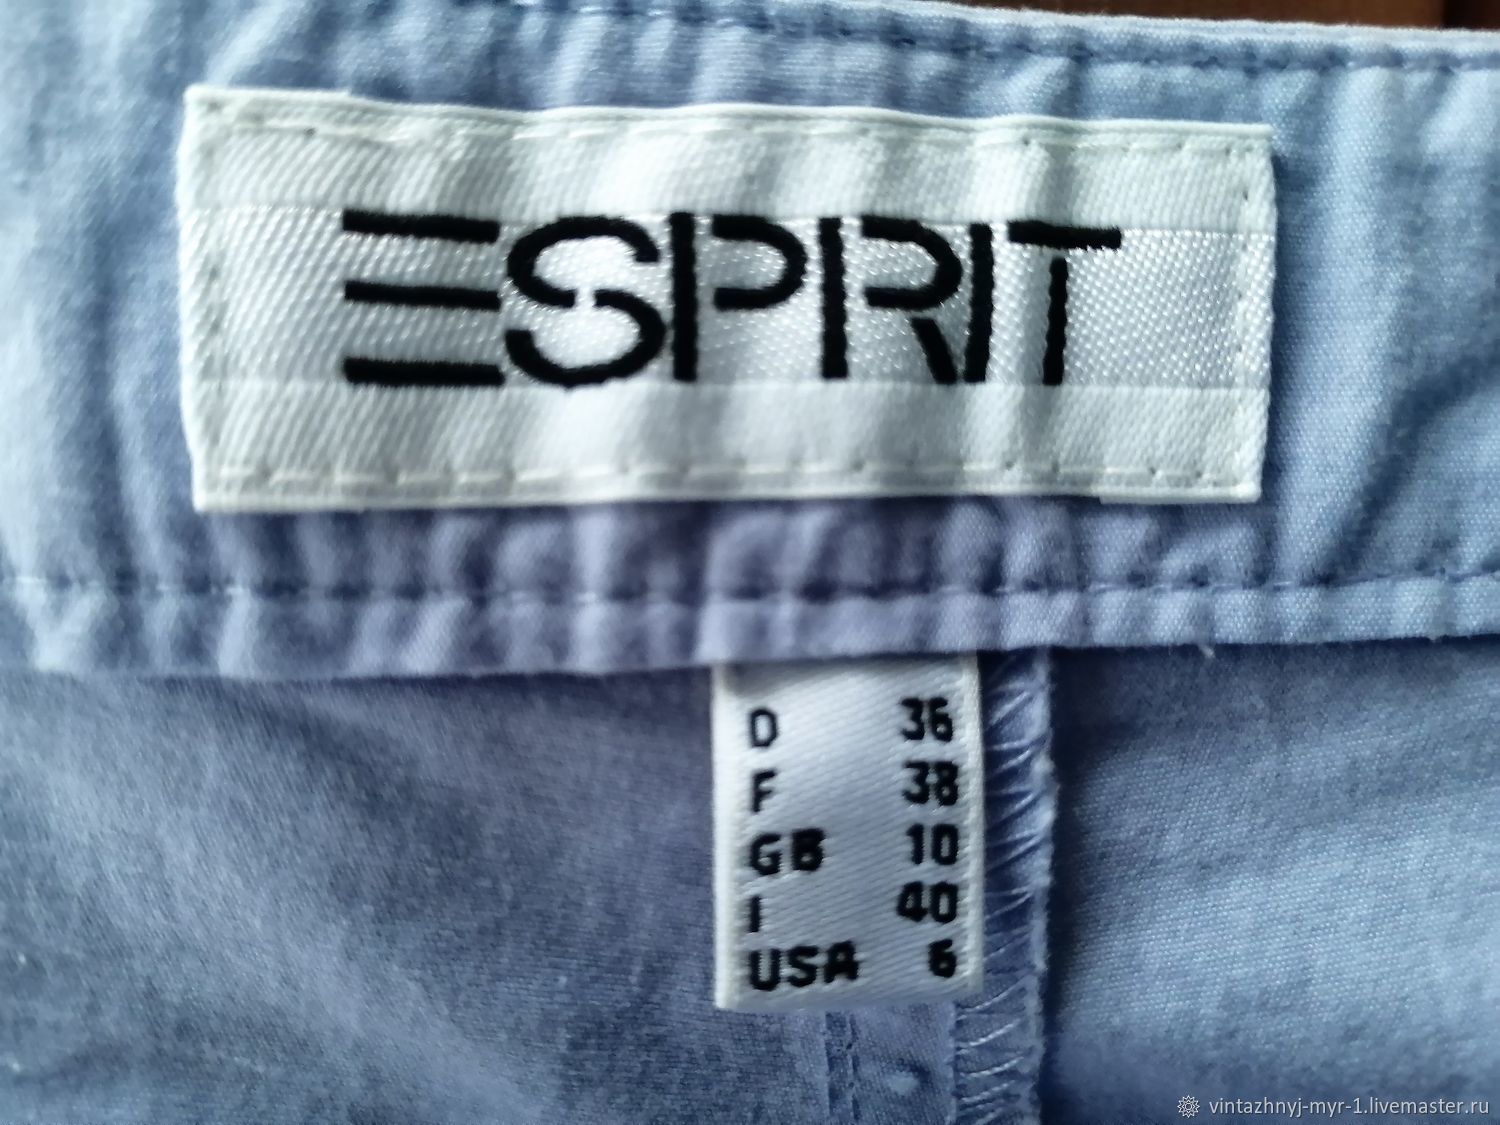 ESPRIT
D 36
F 38
GB 10
I 40
USA 6
vintazhnyj-myr-1.livemaster.ru